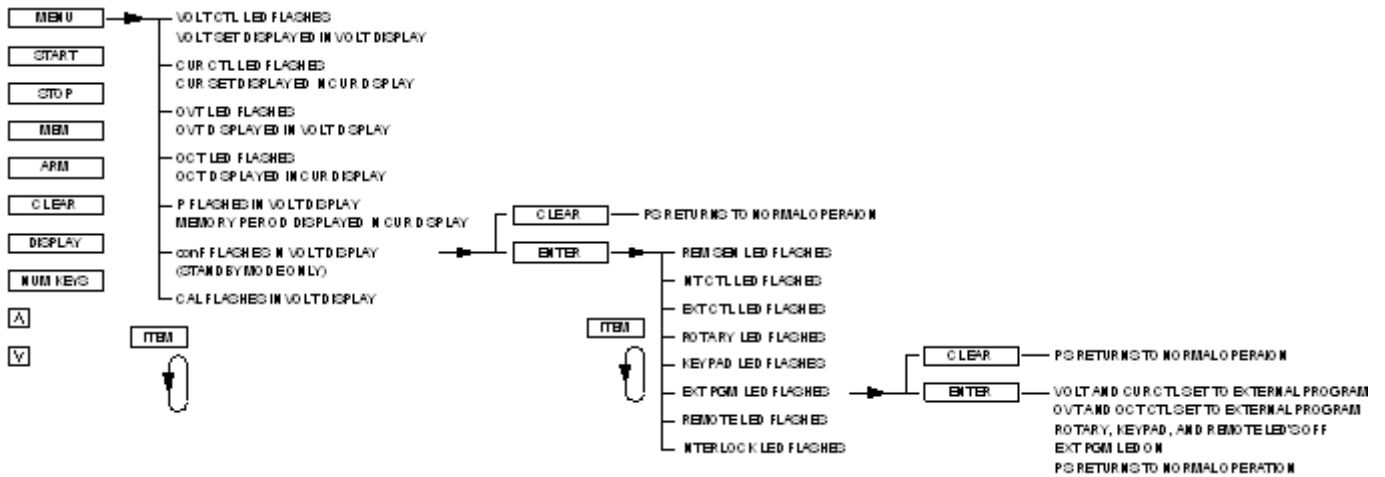 MENU
START
STOP
MEM
ARM
CLEAR
DISPLAY
NUM KEYS
Λ
V
VOLT CTL LED FLASHES
VOLT SET DISPLAYED IN VOLT DISPLAY
CUR CTL LED FLASHES
CUR SET DISPLAYED IN CUR DISPLAY
OVT LED FLASHES
OVT DISPLAYED IN VOLT DISPLAY
OCT LED FLASHES
OCT DISPLAYED IN CUR DISPLAY
P FLASHES IN VOLT DISPLAY
MEMORY PERIOD DISPLAYED IN CUR DISPLAY
conF FLASHES IN VOLT DISPLAY
(STANDBY MODE ONLY)
CAL FLASHES IN VOLT DISPLAY
ITEM
CLEAR
PS RETURNS TO NORMAL OPERAION
ENTER
REM SEN LED FLASHES
INT CTL LED FLASHES
EXT CTL LED FLASHES
ROTARY LED FLASHES
KEYPAD LED FLASHES
EXT PGM LED FLASHES
REMOTE LED FLASHES
INTERLOCK LED FLASHES
ITEM
CLEAR
PS RETURNS TO NORMAL OPERAION
ENTER
VOLT AND CUR CTL SET TO EXTERNAL PROGRAM
OVT AND OCT CTL SET TO EXTERNAL PROGRAM
ROTARY, KEYPAD, AND REMOTE LED'S OFF
EXT PGM LED ON
PS RETURNS TO NORMAL OPERATION